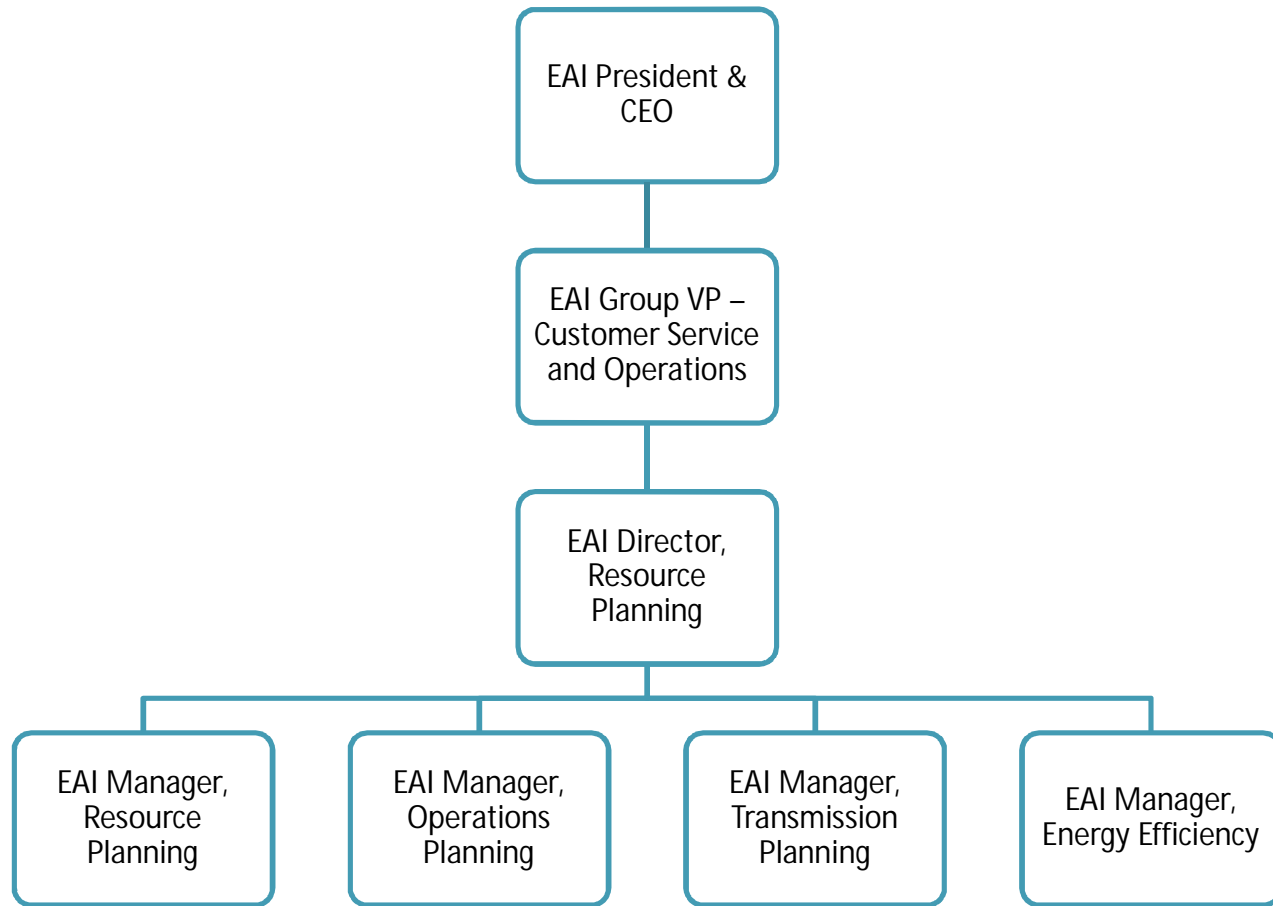 EAI President &
CEO
EAI Group VP –
Customer Service
and Operations
EAI Director,
Resource
Planning
EAI Manager,
Resource
Planning
EAI Manager,
Operations
Planning
EAI Manager,
Transmission
Planning
EAI Manager,
Energy Efficiency